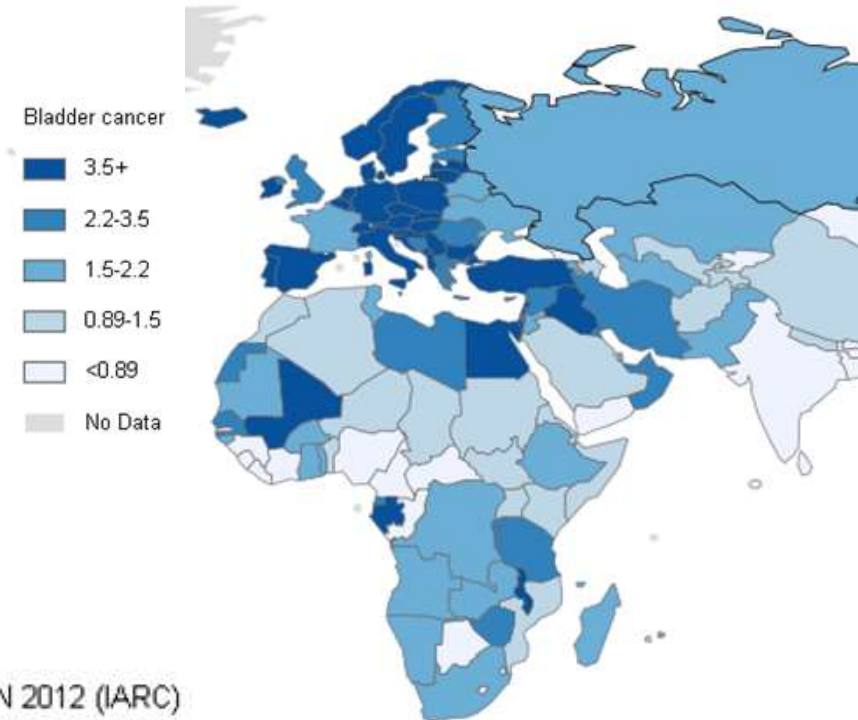 Bladder cancer
3.5+
2.2-3.5
1.5-2.2
0.89-1.5
<0.89
No Data
N 2012 (IARC)